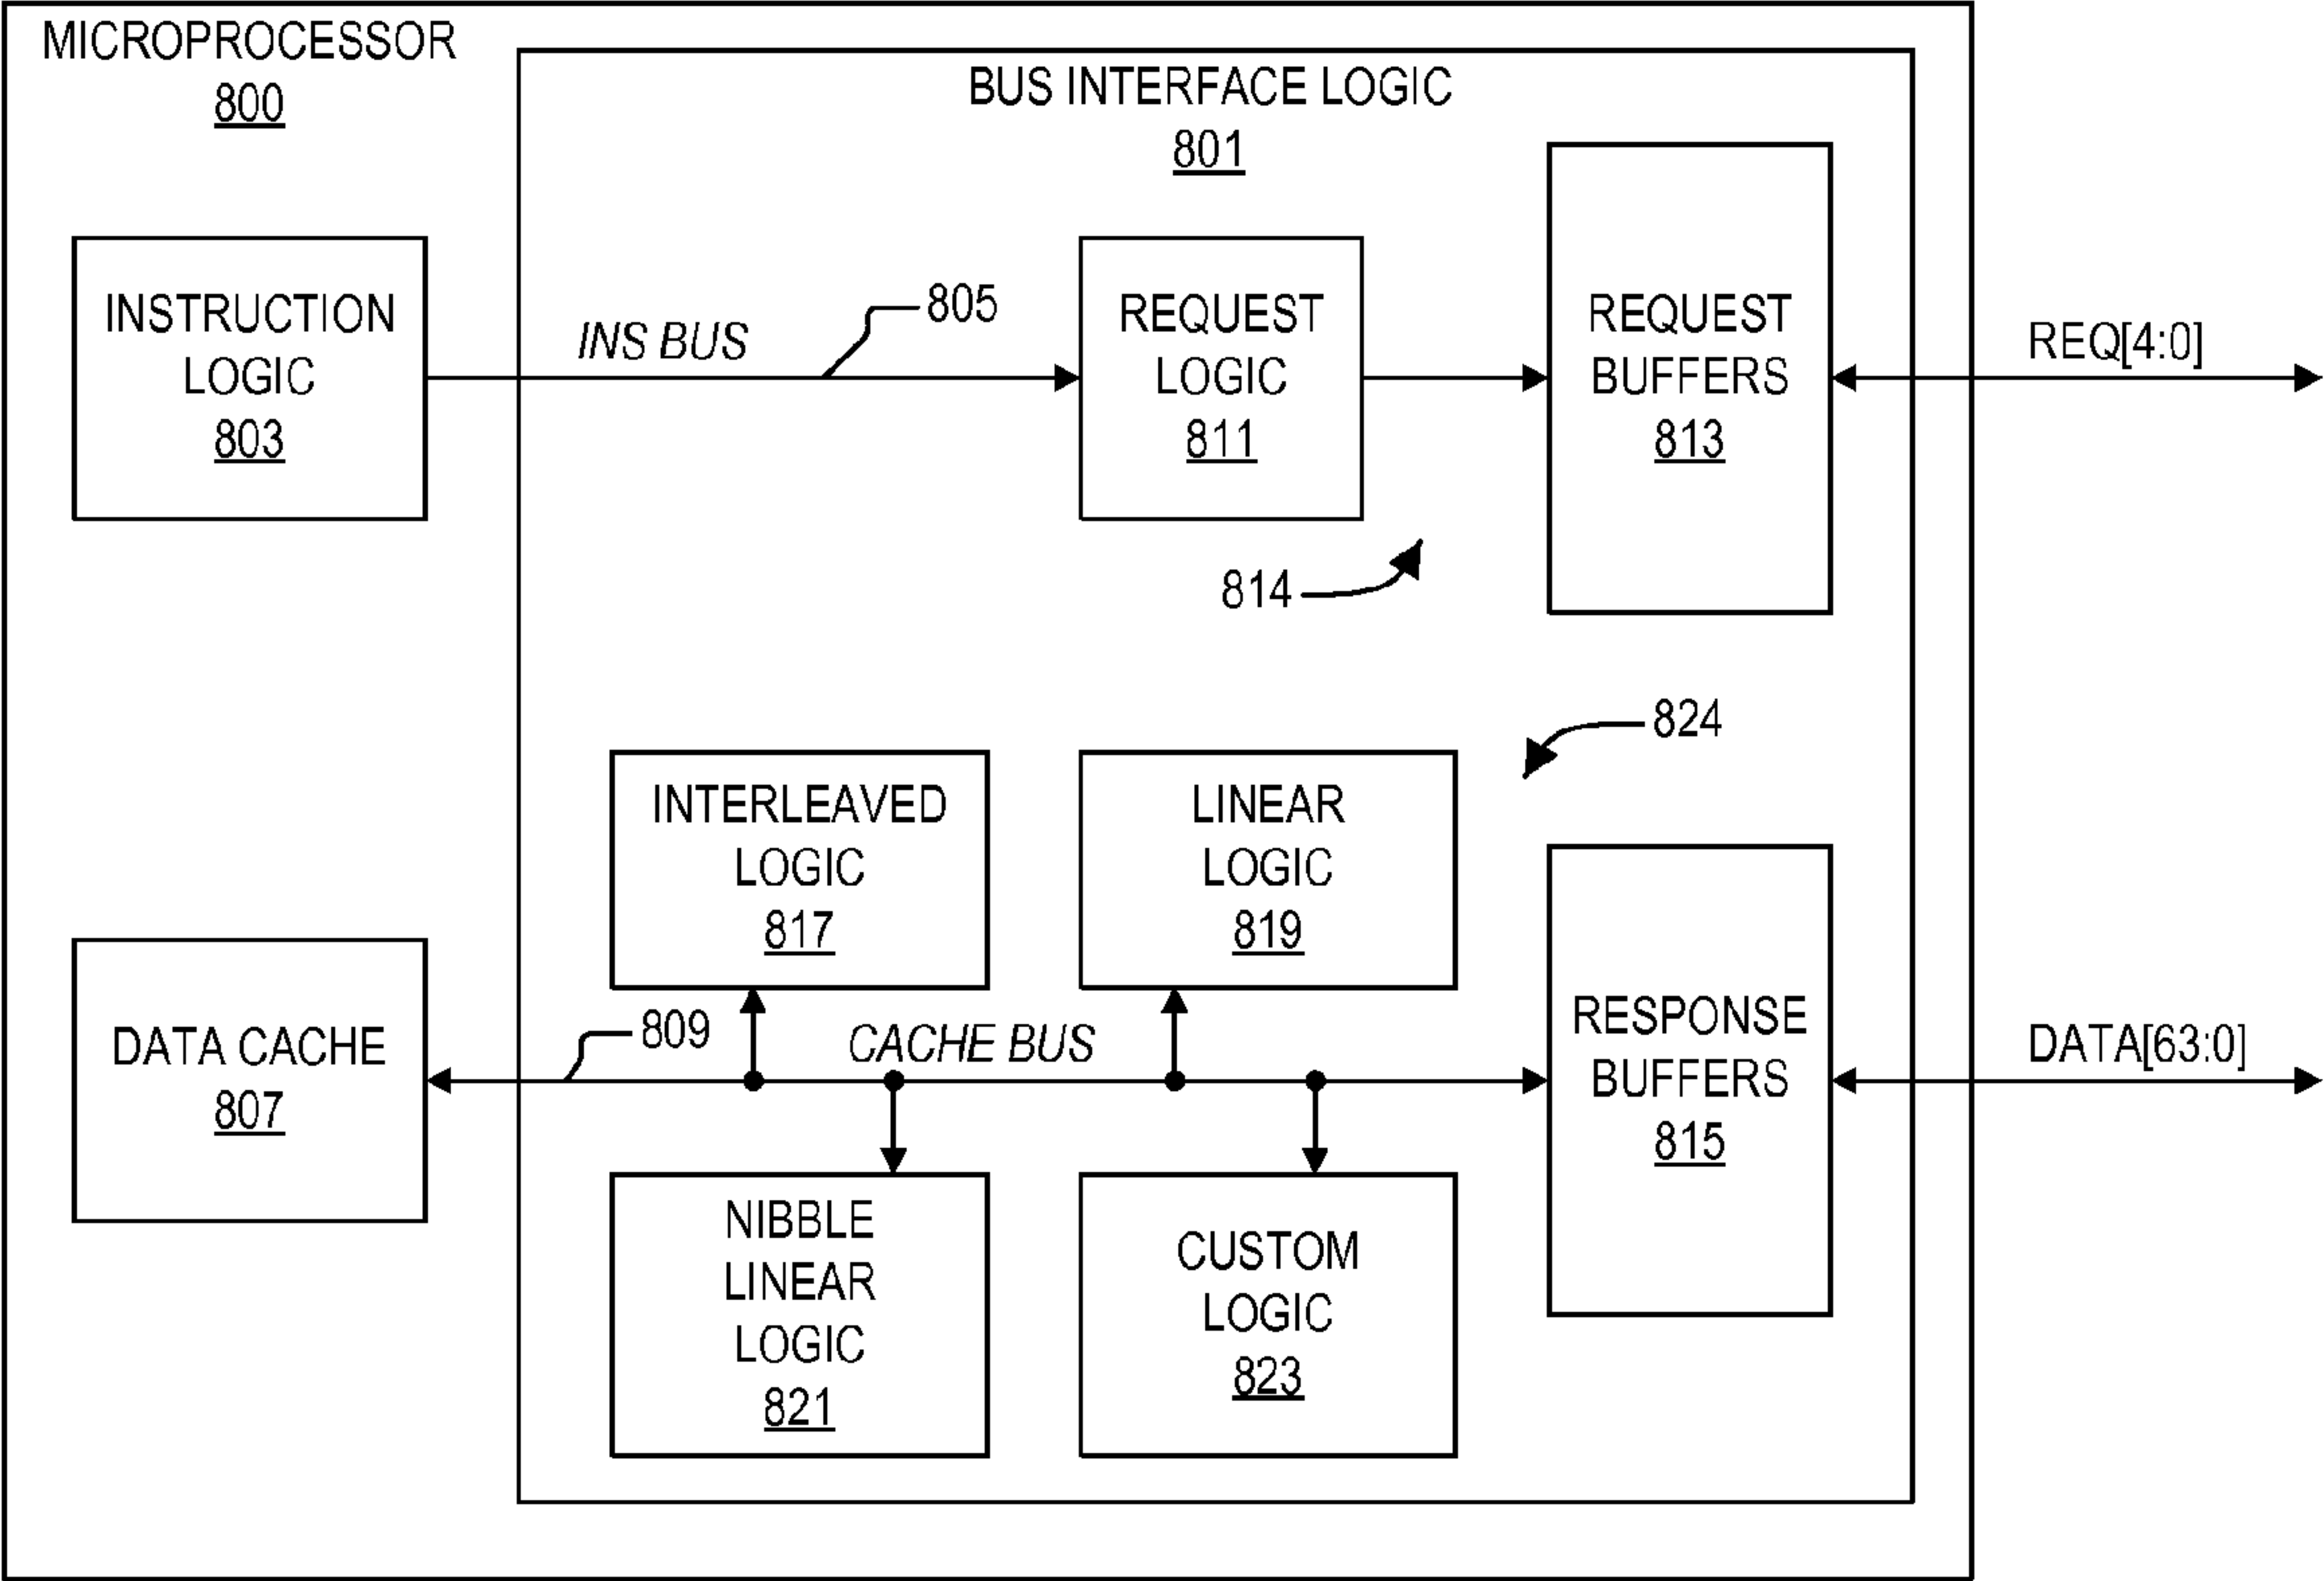 MICROPROCESSOR
800
BUS INTERFACE LOGIC
801
INSTRUCTION
LOGIC
803
INS BUS
805
REQUEST
LOGIC
811
REQUEST
BUFFERS
813
REQ[4:0]
814
824
INTERLEAVED
LOGIC
817
LINEAR
LOGIC
819
DATA CACHE
807
809
CACHE BUS
RESPONSE
BUFFERS
815
DATA[63:0]
NIBBLE
LINEAR
LOGIC
821
CUSTOM
LOGIC
823